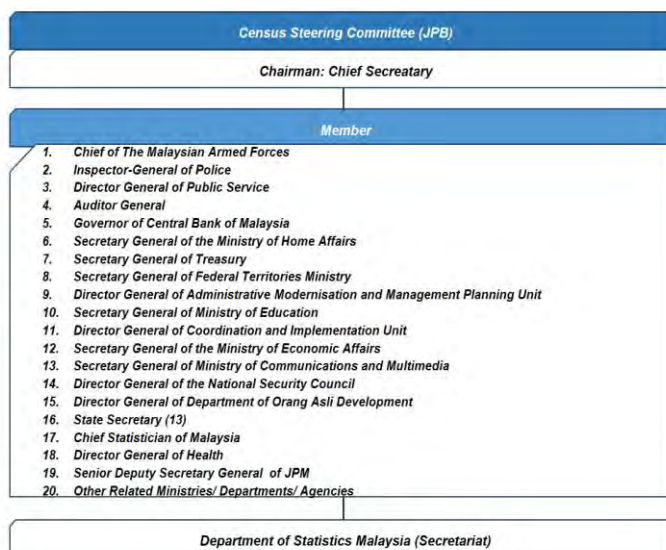 Census Steering Committee (JPB)
Chairman: Chief Secreatary
Member
1. Chief of The Malaysian Armed Forces
2. Inspector-General of Police
3. Director General of Public Service
4. Auditor General
5. Governor of Central Bank of Malaysia
6. Secretary General of the Ministry of Home Affairs
7. Secretary General of Treasury
8. Secretary General of Federal Territories Ministry
9. Director General of Administrative Modernisation and Management Planning Unit
10. Secretary General of Ministry of Education
11. Director General of Coordination and Implementation Unit
12. Secretary General of the Ministry of Economic Affairs
13. Secretary General of Ministry of Communications and Multimedia
14. Director General of the National Security Council
15. Director General of Department of Orang Asli Development
16. State Secretary (13)
17. Chief Statistician of Malaysia
18. Director General of Health
19. Senior Deputy Secretary General of JPM
20. Other Related Ministries/ Departments/ Agencies
Department of Statistics Malaysia (Secretariat)